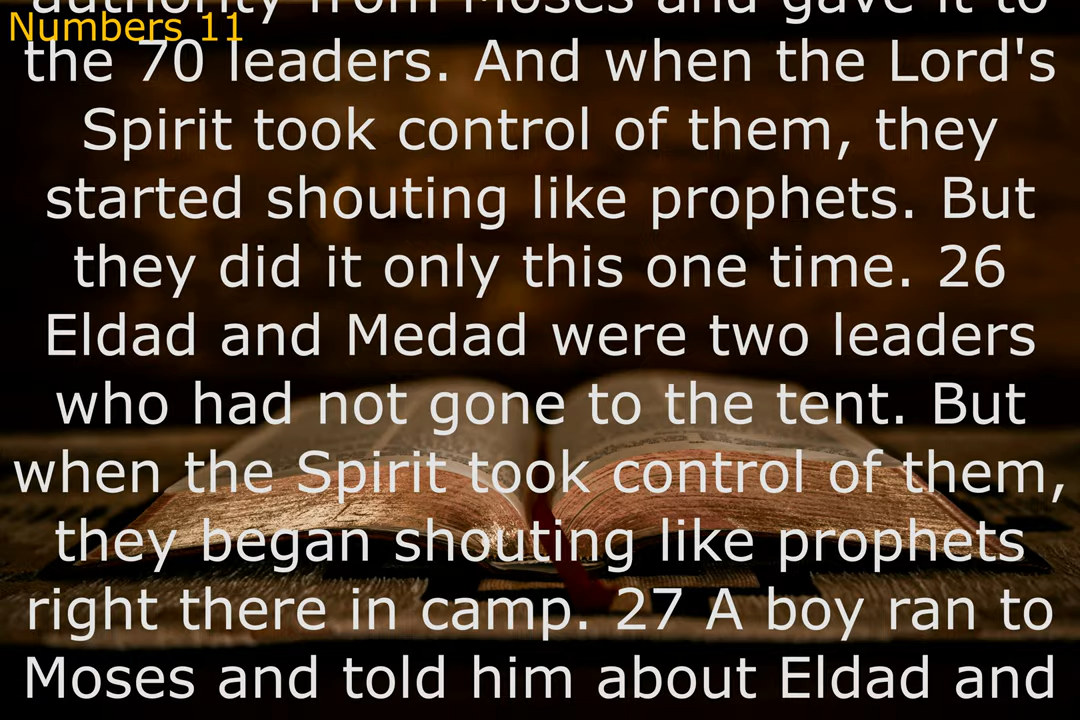 Numbers 11
authority from Moses and gave it to
the 70 leaders. And when the Lord's
Spirit took control of them, they
started shouting like prophets. But
they did it only this one time. 26
Eldad and Medad were two leaders
who had not gone to the tent. But
when the Spirit took control of them,
they began shouting like prophets
right there in camp. 27 A boy ran to
Moses and told him about Eldad and